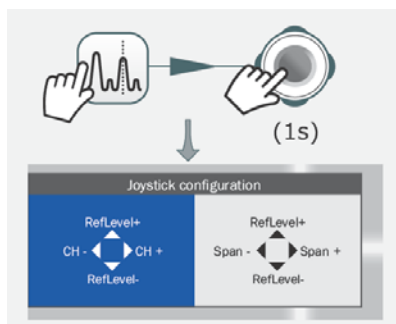 (1s)
Joystick configuration
RefLevel+
CH - CH +
RefLevel-
RefLevel+
Span - Span +
RefLevel-